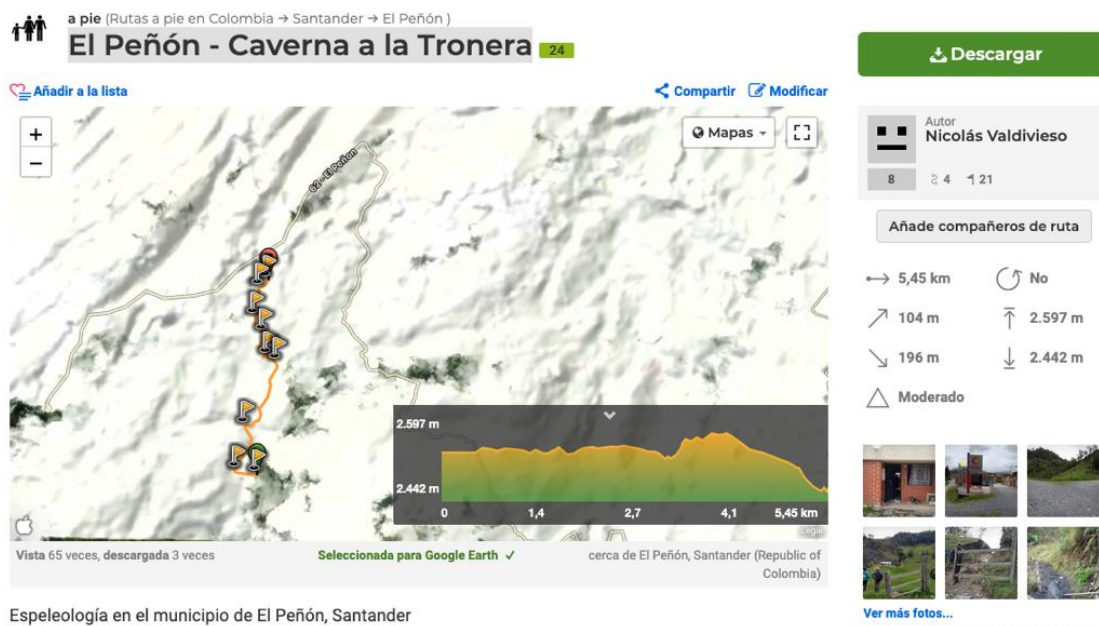 a pie (Rutas a pie en Colombia → Santander → El Peñón )
El Peñón - Caverna a la Tronera 24
Añadir a la lista
Compartir
Modificar
+
−
Mapas
62 - El Peñon
2.597 m
2.442 m
0 1,4 2,7 4,1 5,45 km
Vista 65 veces, descargada 3 veces
Seleccionada para Google Earth ✓
cerca de El Peñón, Santander (Republic of
Colombia)
Espeleología en el municipio de El Peñón, Santander
Descargar
Autor
Nicolás Valdivieso
8 4 21
Añade compañeros de ruta
5,45 km No
104 m 2.597 m
196 m 2.442 m
Moderado
Ver más fotos...